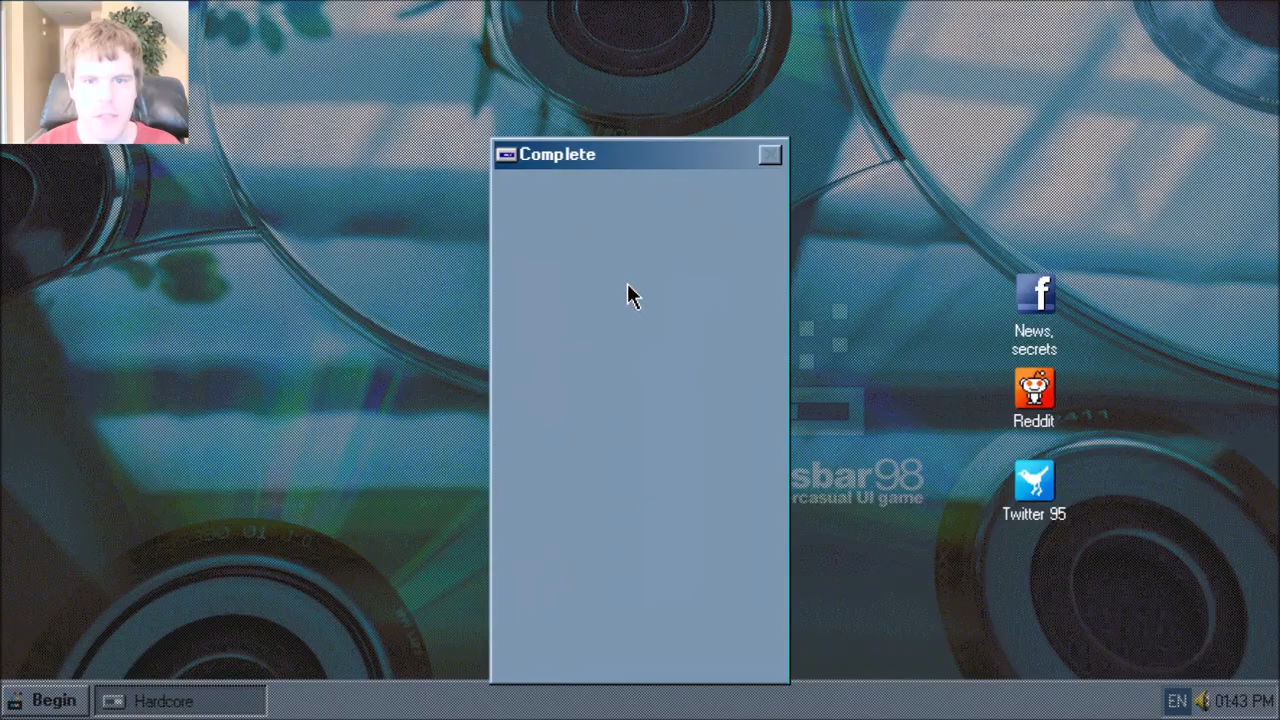 Complete
News,
secrets
Reddit
sbar98
rcasual UI game
Twitter 95
Begin
Hardcore
EN
01:43 PM